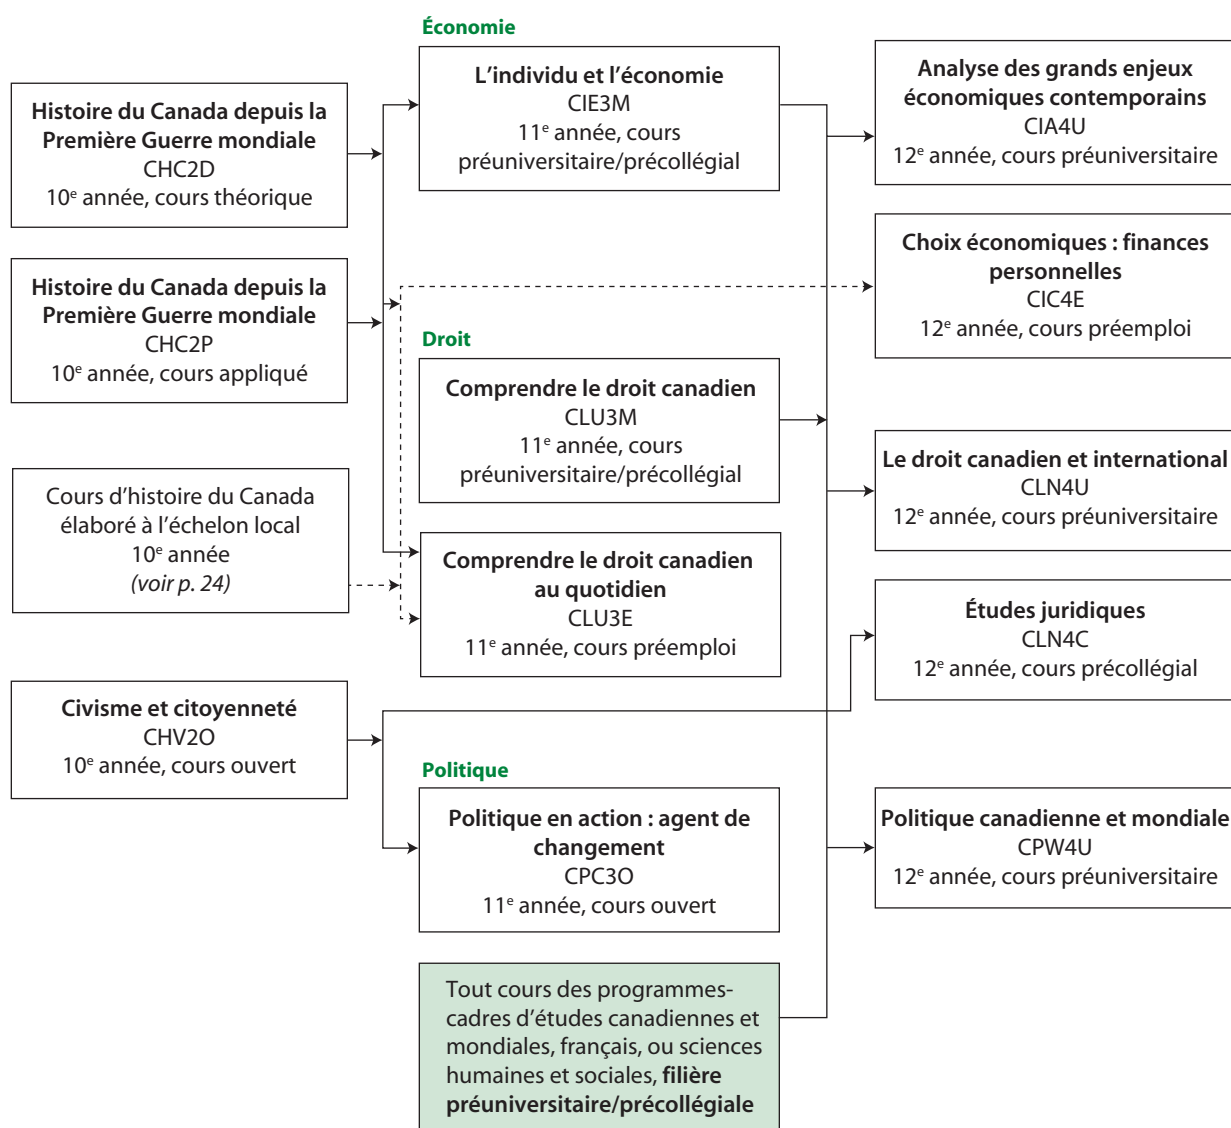 Histoire du Canada depuis la
Première Guerre mondiale
CHC2D
10e année, cours théorique
Histoire du Canada depuis la
Première Guerre mondiale
CHC2P
10e année, cours appliqué
Cours d’histoire du Canada
élaboré à l’échelon local
10e année
(voir p. 24)
Civisme et citoyenneté
CHV2O
10e année, cours ouvert
Économie
L’individu et l’économie
CIE3M
11e année, cours
préuniversitaire/précollégial
Droit
Comprendre le droit canadien
CLU3M
11e année, cours
préuniversitaire/précollégial
Comprendre le droit canadien
au quotidien
CLU3E
11e année, cours préemploi
Politique
Politique en action : agent de
changement
CPC3O
11e année, cours ouvert
Tout cours des programmes-
cadres d’études canadiennes et
mondiales, français, ou sciences
humaines et sociales, filière
préuniversitaire/précollégiale
Analyse des grands enjeux
économiques contemporains
CIA4U
12e année, cours préuniversitaire
Choix économiques : finances
personnelles
CIC4E
12e année, cours préemploi
Le droit canadien et international
CLN4U
12e année, cours préuniversitaire
Études juridiques
CLN4C
12e année, cours précollégial
Politique canadienne et mondiale
CPW4U
12e année, cours préuniversitaire